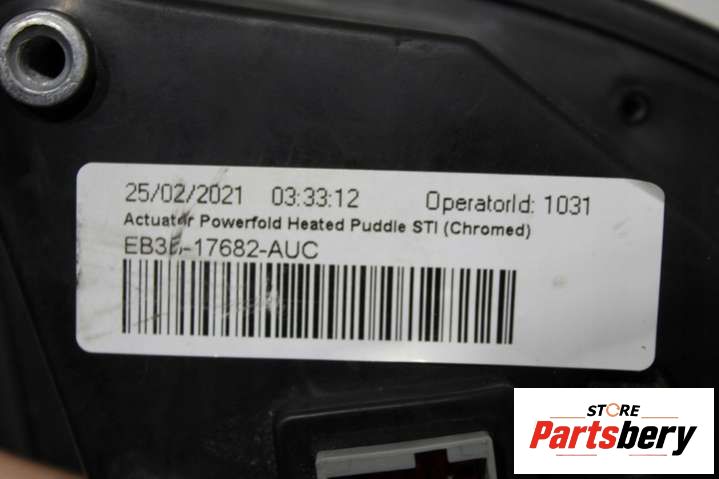 25/02/2021 03:33:12 OperatorId: 1031
Actuator Powerfold Heated Puddle STI (Chromed)
EB3B-17682-AUC
STORE
Partsbery